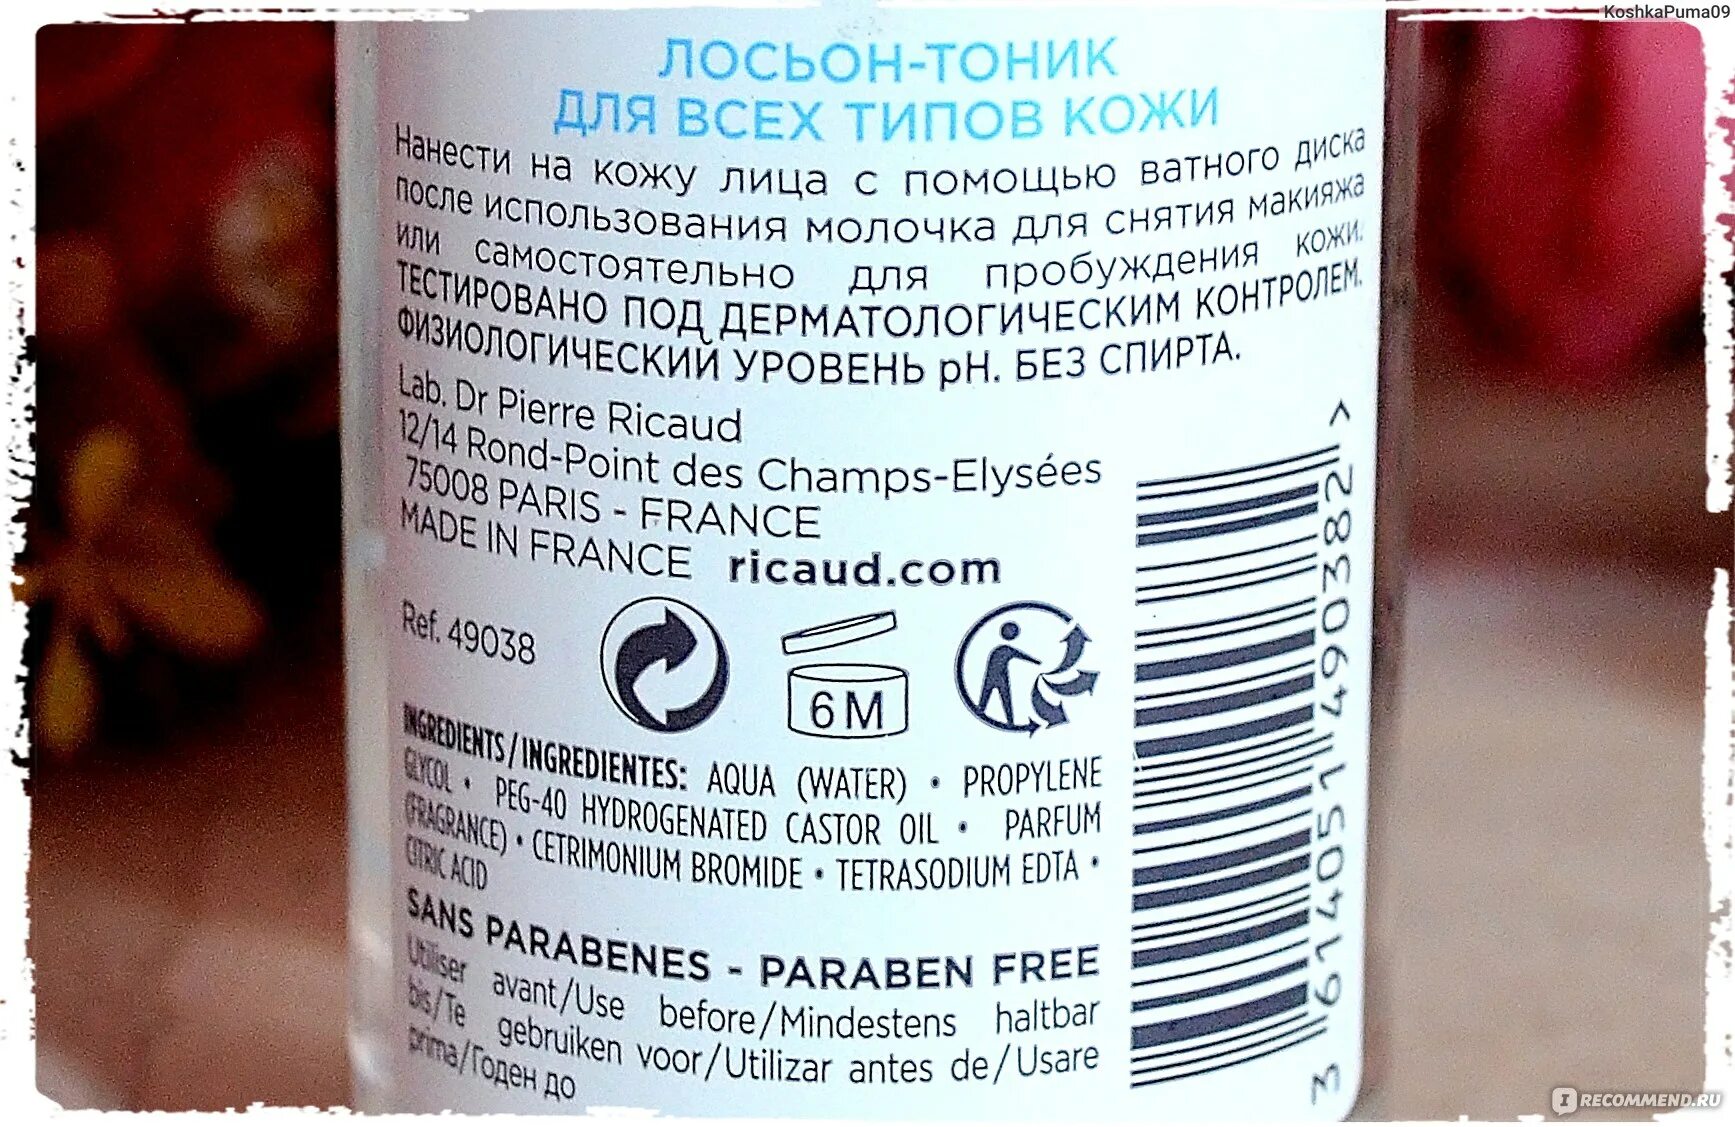 KoshkaPuma09
ЛОСЬОН-ТОНИК
ДЛЯ ВСЕХ ТИПОВ КОЖИ
Нанести на кожу лица с помощью ватного диска
после использования молочка для снятия макияжа
или самостоятельно для пробуждения кожи.
ТЕСТИРОВАНО ПОД ДЕРМАТОЛОГИЧЕСКИМ КОНТРОЛЕМ.
ФИЗИОЛОГИЧЕСКИЙ УРОВЕНЬ pH. БЕЗ СПИРТА.
Lab. Dr Pierre Ricaud
12/14 Rond-Point des Champs-Elysées
75008 PARIS - FRANCE
MADE IN FRANCE ricaud.com
Ref. 49038
6 M
INGREDIENTS/INGREDIENTES: AQUA (WATER) • PROPYLENE
GLYCOL • PEG-40 HYDROGENATED CASTOR OIL • PARFUM
(FRAGRANCE) • CETRIMONIUM BROMIDE • TETRASODIUM EDTA •
CITRIC ACID
SANS PARABENES - PARABEN FREE
Utiliser avant/Use before/Mindestens haltbar
bis/Te gebruiken voor/Utilizar antes de/Usare
prima/Годен до
3 614051 490382 >
IRECOMMEND.RU